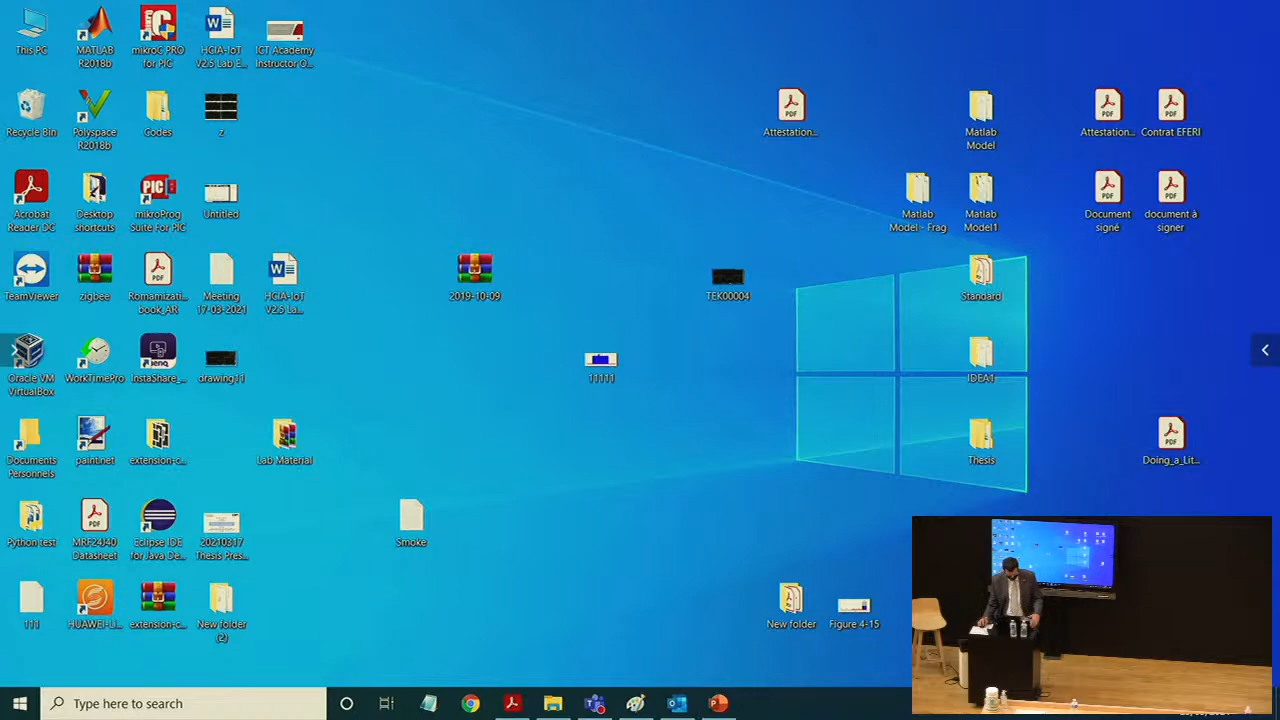 This PC
MATLAB
R2018b
mikroC PRO
for PIC
HCIA-IoT
V2.5 Lab E...
ICT Academy
Instructor O...
Recycle Bin
Polyspace
R2018b
Codes
z
Attestation...
Matlab
Model
Attestation...
Contrat EFERI
Acrobat
Reader DC
Desktop
shortcuts
mikroProg
Suite For PIC
Untitled
Matlab
Model - Frag
Matlab
Model1
Document
signé
document à
signer
TeamViewer
zigbee
Romamizati...
book_AR
Meeting
17-03-2021
HCIA-IoT
V2.5 La...
2019-10-09
TEK00004
Standard
Oracle VM
VirtualBox
WorkTimePro
InstaShare_...
drawing11
11111
IDEA1
Documents
Personnels
paint.net
extension-c...
Lab Material
Thesis
Doing_a_Lit...
Python test
MRF24J40
Datasheet
Eclipse IDE
for Java De...
20210317
Thesis Pres...
Smoke
111
HUAWEI-Li...
extension-c...
New folder
(2)
New folder
Figure 4-15
Type here to search